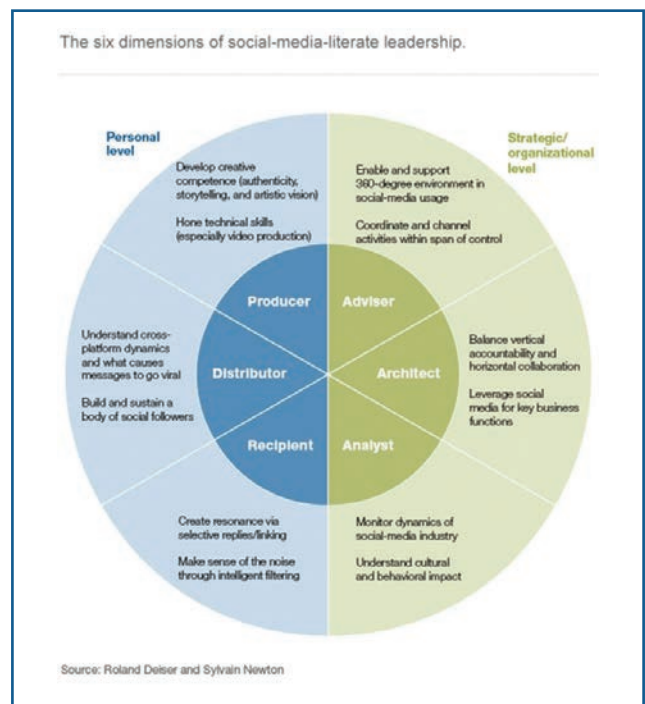 The six dimensions of social-media-literate leadership.
Personal
level
Strategic/
organizational
level
Develop creative
competence (authenticity,
storytelling, and artistic vision)
Hone technical skills
(especially video production)
Enable and support
360-degree environment in
social-media usage
Coordinate and channel
activities within span of control
Producer
Adviser
Understand cross-
platform dynamics
and what causes
messages to go viral
Build and sustain a
body of social followers
Distributor
Architect
Balance vertical
accountability and
horizontal collaboration
Leverage social
media for key business
functions
Recipient
Analyst
Create resonance via
selective replies/linking
Make sense of the noise
through intelligent filtering
Monitor dynamics of
social-media industry
Understand cultural
and behavioral impact
Source: Roland Deiser and Sylvain Newton